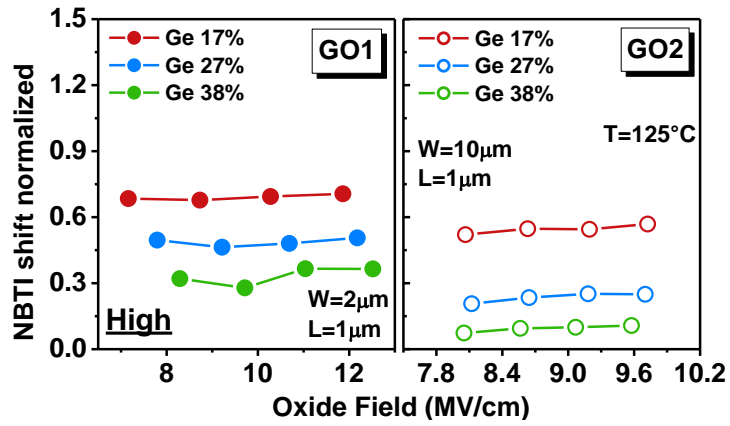 NBTI shift normalized
1.5
1.2
0.9
0.6
0.3
0.0
Ge 17%
Ge 27%
Ge 38%
GO1
High
W=2μm
L=1μm
8
10
12
Ge 17%
Ge 27%
Ge 38%
GO2
T=125°C
W=10μm
L=1μm
7.8
8.4
9.0
9.6
10.2
Oxide Field (MV/cm)